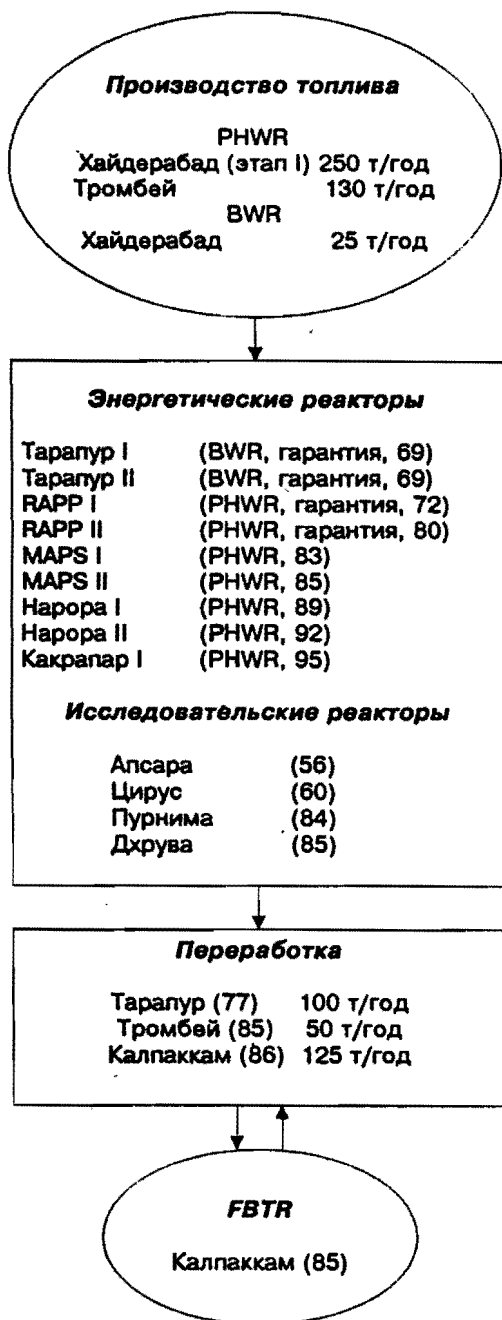 Производство топлива
PHWR
Хайдерабад (этап I) 250 т/год
Тромбей 130 т/год
BWR
Хайдерабад 25 т/год
Энергетические реакторы
Тарапур I (BWR, гарантия, 69)
Тарапур II (BWR, гарантия, 69)
RAPP I (PHWR, гарантия, 72)
RAPP II (PHWR, гарантия, 80)
MAPS I (PHWR, 83)
MAPS II (PHWR, 85)
Нарора I (PHWR, 89)
Нарора II (PHWR, 92)
Какрапар I (PHWR, 95)
Исследовательские реакторы
Апсара (56)
Цирус (60)
Пурнима (84)
Дхрува (85)
Переработка
Тарапур (77) 100 т/год
Тромбей (85) 50 т/год
Калпаккам (86) 125 т/год
FBTR
Калпаккам (85)